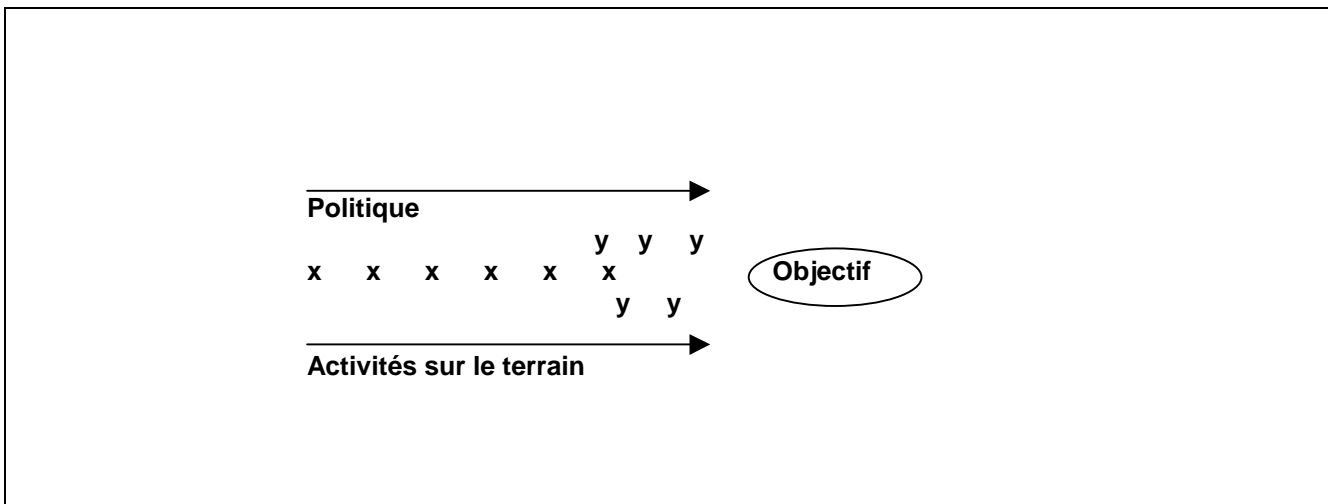 Politique
y y y
x x x x x x Objectif
y y
Activités sur le terrain